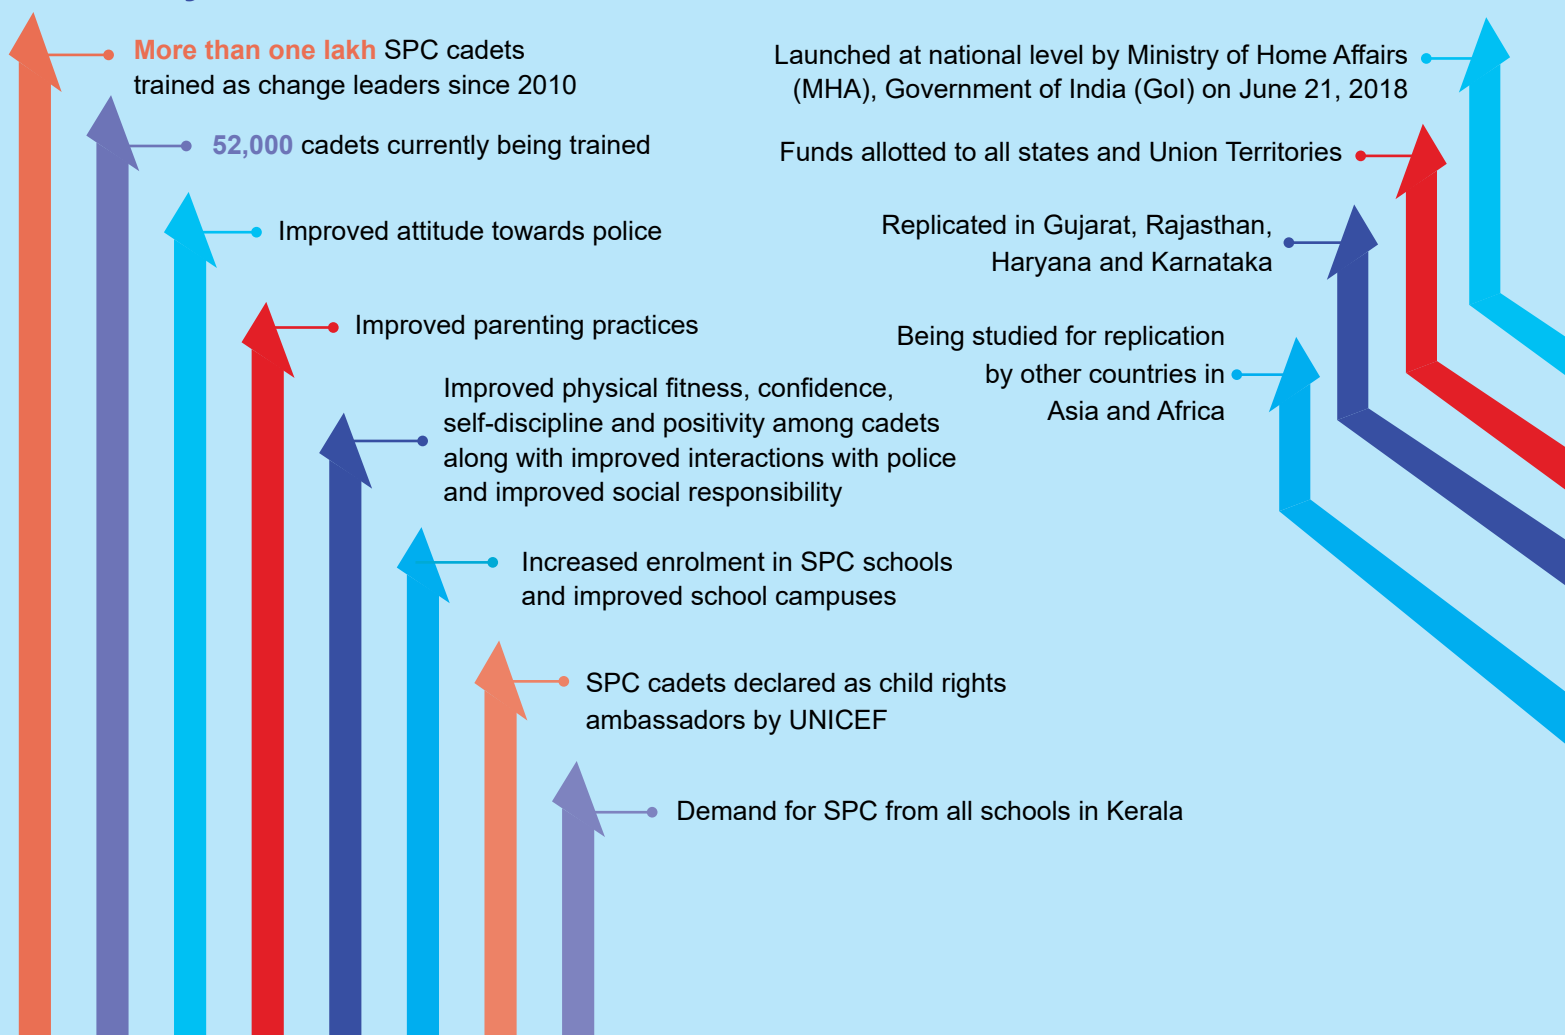 More than one lakh SPC cadets
trained as change leaders since 2010
52,000 cadets currently being trained
Improved attitude towards police
Improved parenting practices
Improved physical fitness, confidence,
self-discipline and positivity among cadets
along with improved interactions with police
and improved social responsibility
Increased enrolment in SPC schools
and improved school campuses
SPC cadets declared as child rights
ambassadors by UNICEF
Demand for SPC from all schools in Kerala
Launched at national level by Ministry of Home Affairs
(MHA), Government of India (GoI) on June 21, 2018
Funds allotted to all states and Union Territories
Replicated in Gujarat, Rajasthan,
Haryana and Karnataka
Being studied for replication
by other countries in
Asia and Africa